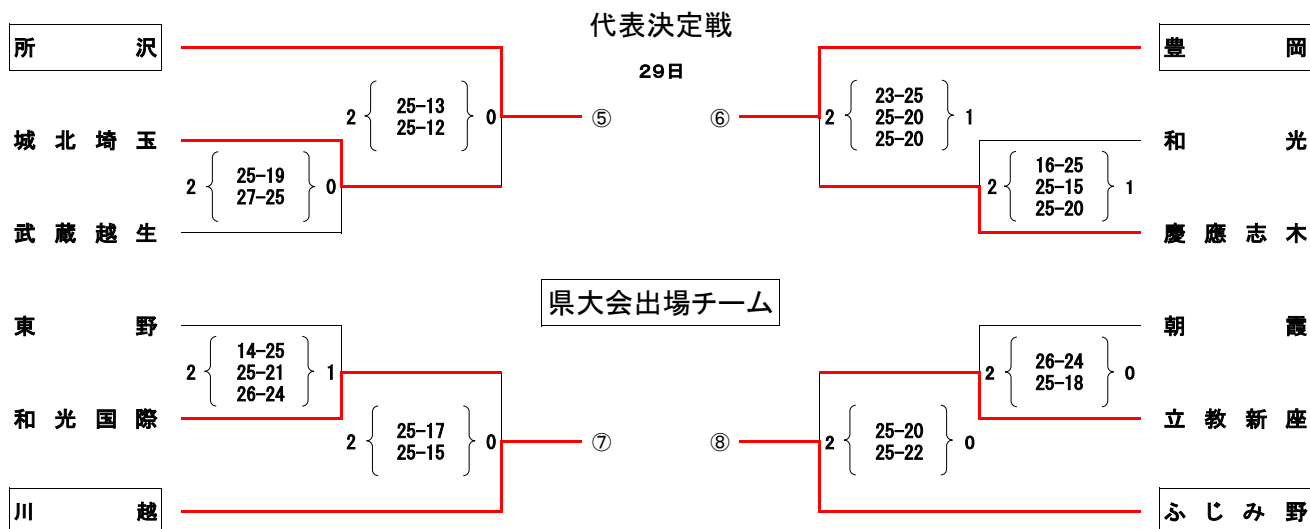 代表決定戦
29日
所沢
城北埼玉
武蔵越生
2 25-13 0
25-12
2 25-19 0
27-25
⑤
⑥
豊岡
和光
慶應志木
2 23-25 1
25-20
25-20
2 16-25 1
25-15
25-20
県大会出場チーム
東野
和光国際
川越
2 14-25 1
25-21
26-24
2 25-17 0
25-15
⑦
⑧
朝霞
立教新座
ふじみ野
2 26-24 0
25-18
2 25-20 0
25-22